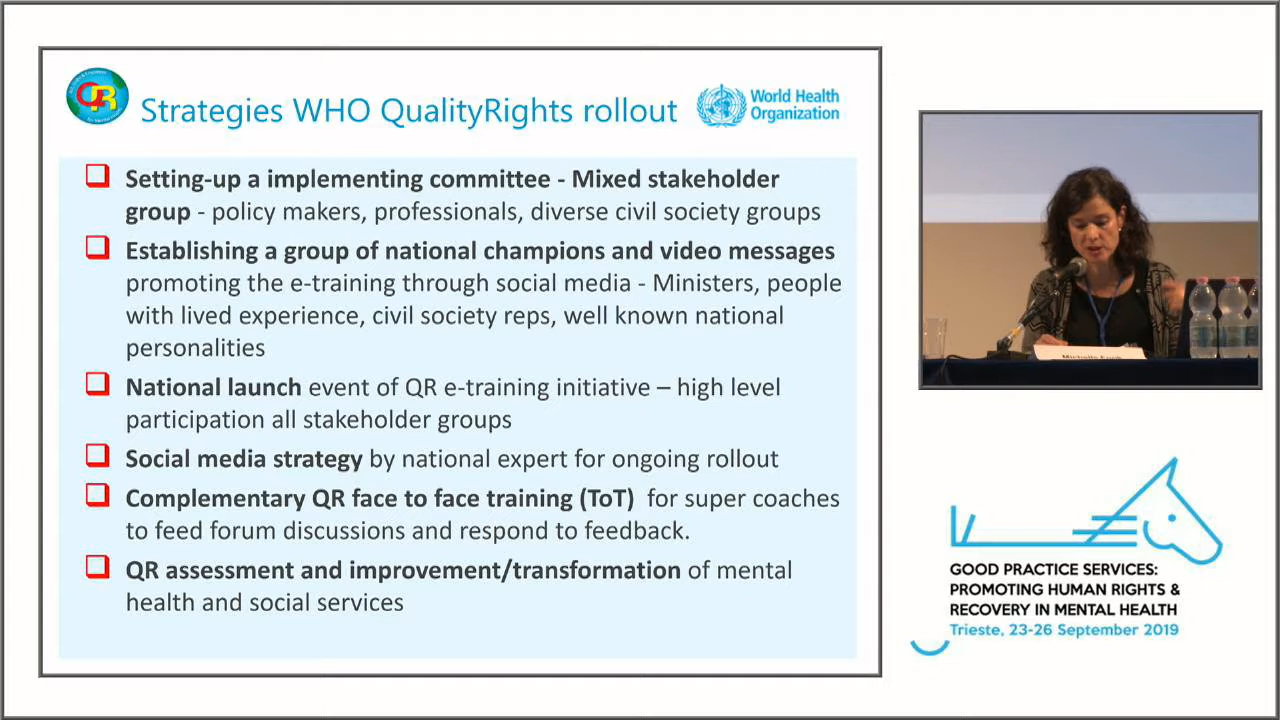 Strategies WHO QualityRights rollout
World Health
Organization
QR
Setting-up a implementing committee - Mixed stakeholder
group - policy makers, professionals, diverse civil society groups
Establishing a group of national champions and video messages
promoting the e-training through social media - Ministers, people
with lived experience, civil society reps, well known national
personalities
National launch event of QR e-training initiative – high level
participation all stakeholder groups
Social media strategy by national expert for ongoing rollout
Complementary QR face to face training (ToT) for super coaches
to feed forum discussions and respond to feedback.
QR assessment and improvement/transformation of mental
health and social services
GOOD PRACTICE SERVICES:
PROMOTING HUMAN RIGHTS &
RECOVERY IN MENTAL HEALTH
Trieste, 23-26 September 2019